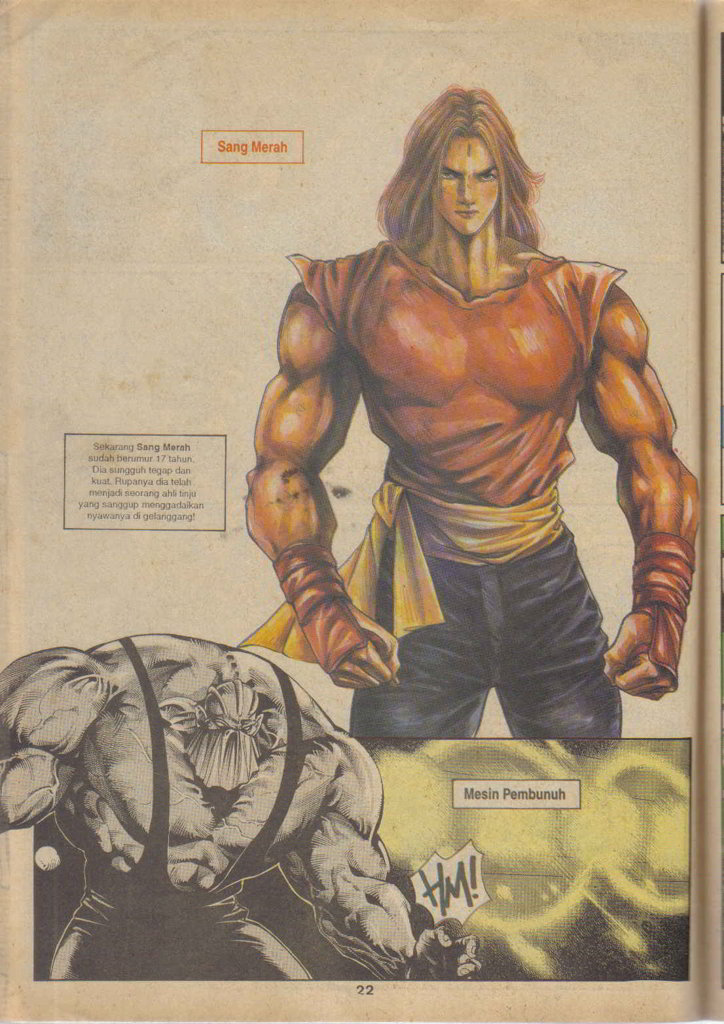 Sang Merah
Sekarang Sang Merah
sudah berumur 17 tahun.
Dia sungguh tegap dan
kuat. Rupanya dia telah
menjadi seorang ahli tinju
yang sanggup menggadaikan
nyawanya di gelanggang!
Mesin Pembunuh
HM!
22